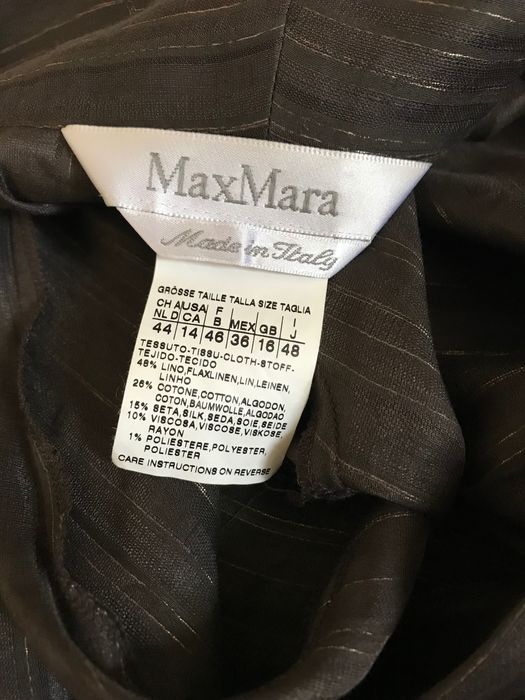 MaxMara
Made in Italy
GRÖSSE TAILLE TALLA SIZE TAGLIA
CH A USA F I
NL D CA B MEX GB J
44 14 46 36 16 48
TESSUTO-TISSU-CLOTH-STOFF-
TEJIDO-TECIDO
48% LINO,FLAXLINEN,LIN,LEINEN,
LINHO
26% COTONE,COTTON,ALGODON,
COTON,BAUMWOLLE,ALGODAO
15% SETA,SILK,SEDA,SOIE,SEIDE
10% VISCOSA,VISCOSE,VISKOSE,
RAYON
1% POLIESTERE,POLYESTER,
POLIESTER
CARE INSTRUCTIONS ON REVERSE